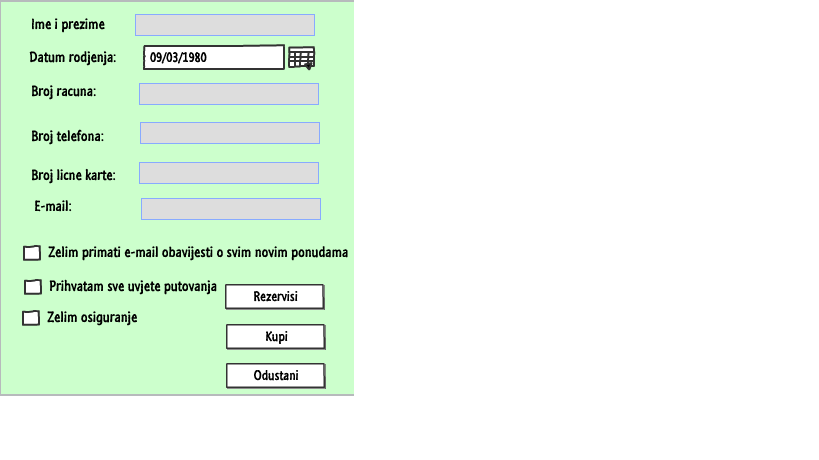 Ime i prezime
Datum rodjenja: 09/03/1980
Broj racuna:
Broj telefona:
Broj licne karte:
E-mail:
Zelim primati e-mail obavijesti o svim novim ponudama
Prihvatam sve uvjete putovanja
Rezervisi
Zelim osiguranje
Kupi
Odustani